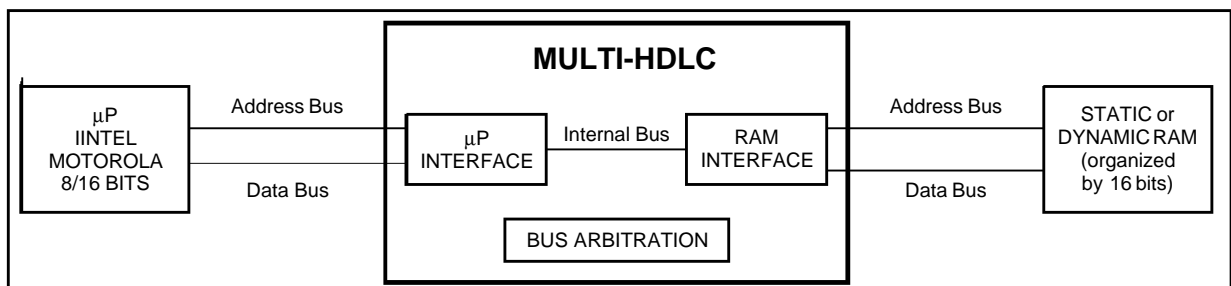 MULTI-HDLC
µP
IINTEL
MOTOROLA
8/16 BITS
Address Bus
Data Bus
µP
INTERFACE
Internal Bus
RAM
INTERFACE
BUS ARBITRATION
Address Bus
Data Bus
STATIC or
DYNAMIC RAM
(organized
by 16 bits)